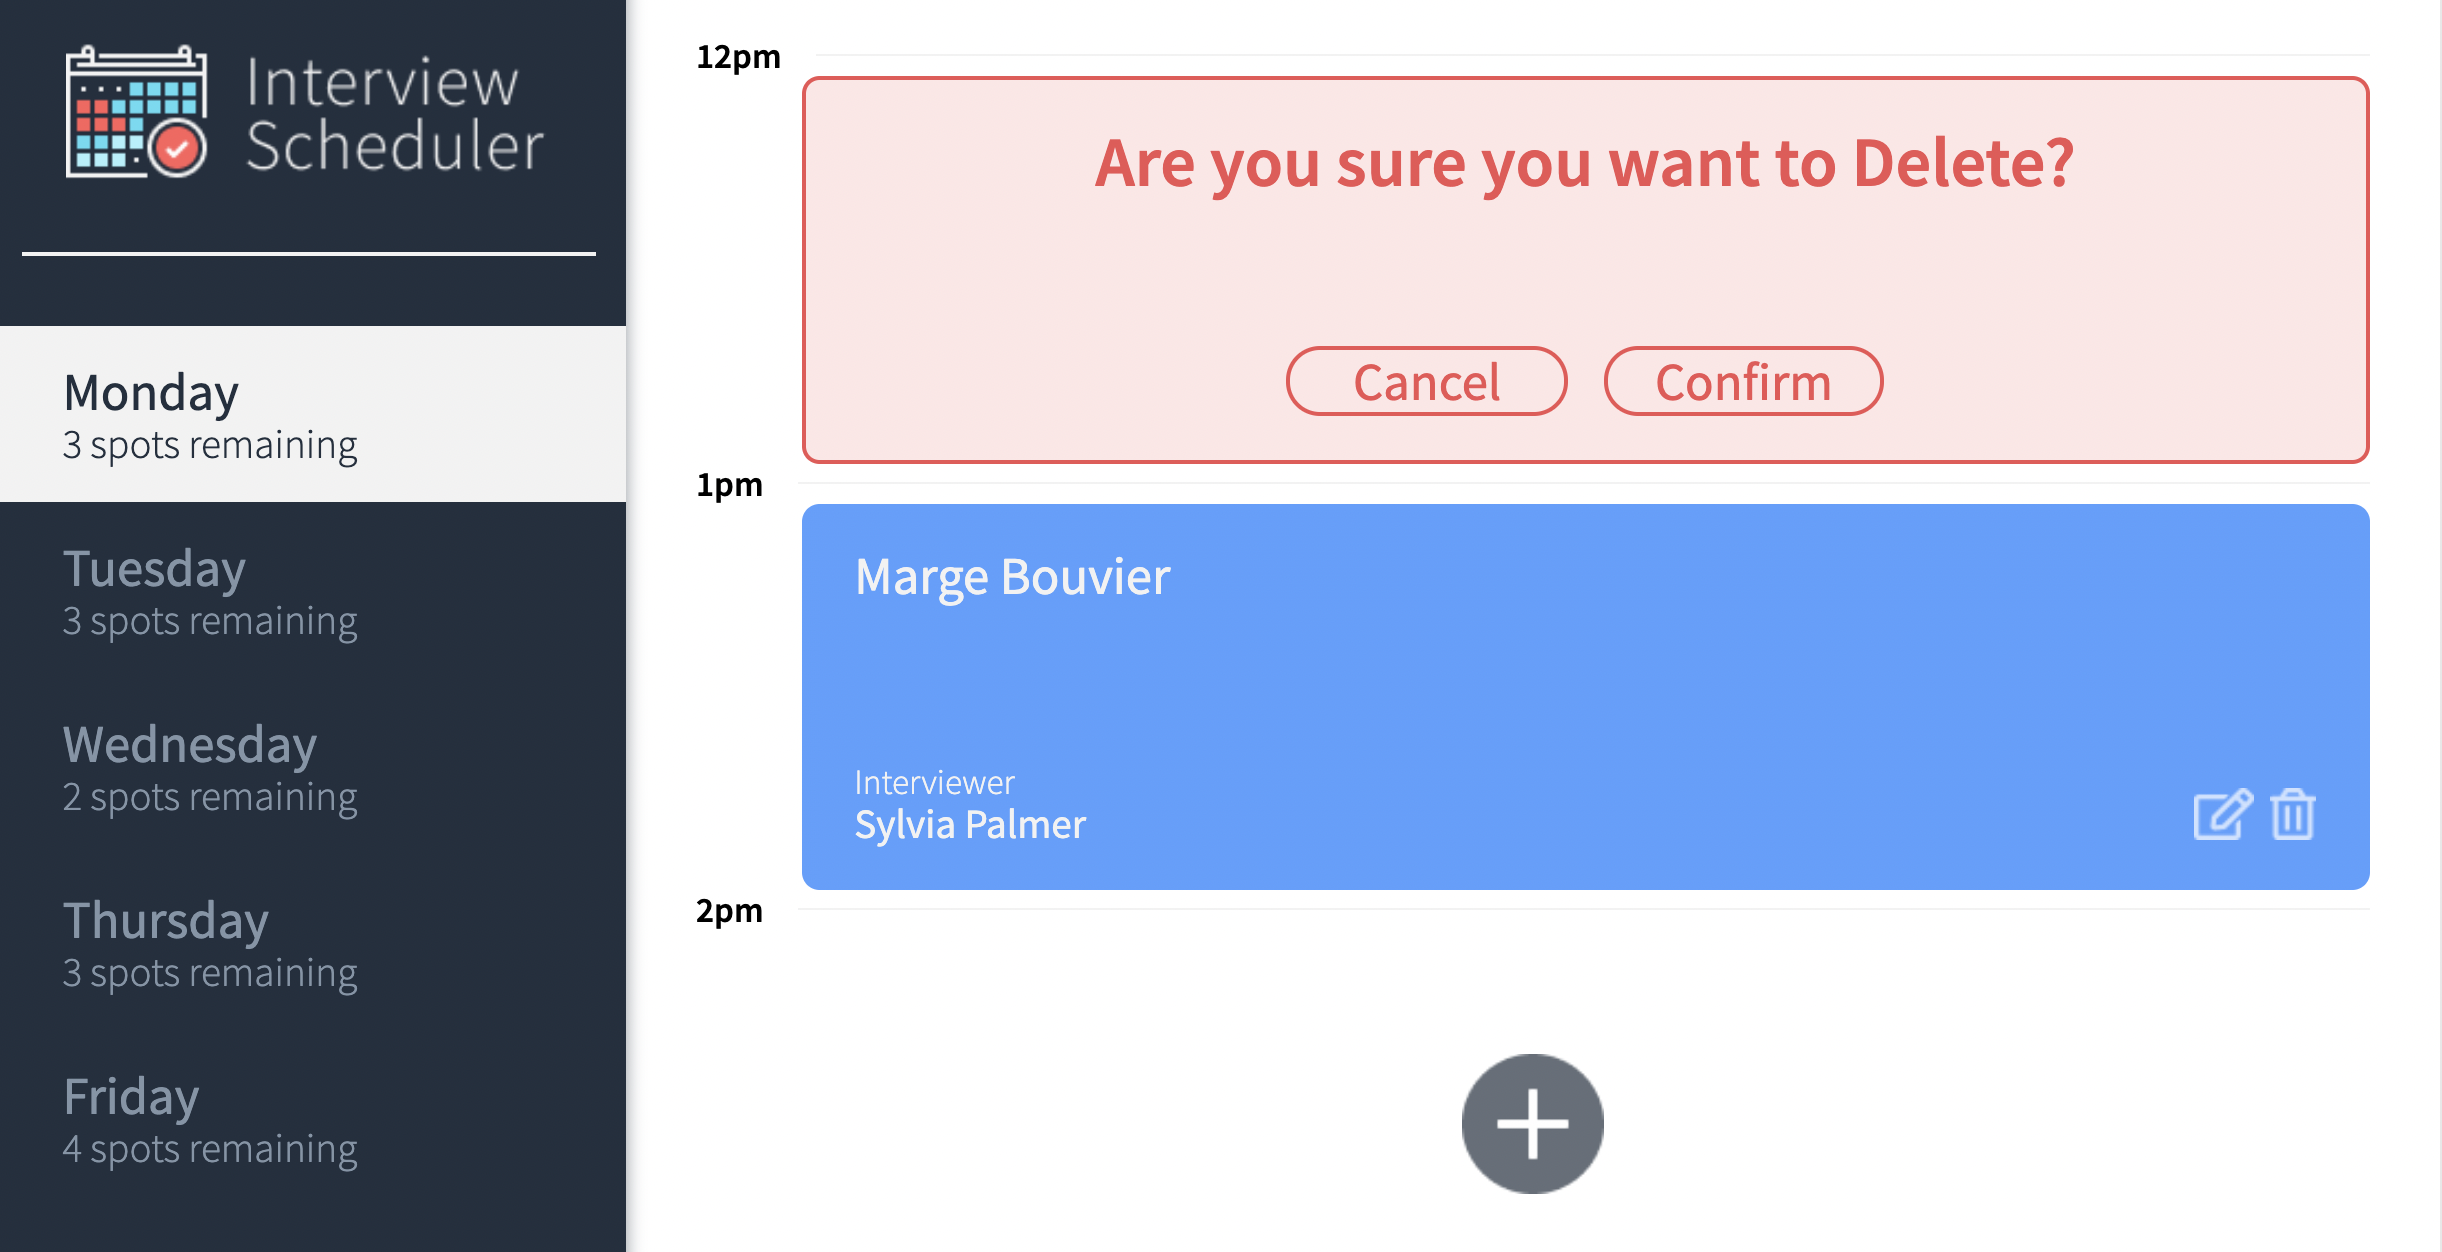 Interview
Scheduler
Monday
3 spots remaining
Tuesday
3 spots remaining
Wednesday
2 spots remaining
Thursday
3 spots remaining
Friday
4 spots remaining
12pm
Are you sure you want to Delete?
Cancel Confirm
1pm
Marge Bouvier
Interviewer
Sylvia Palmer
2pm